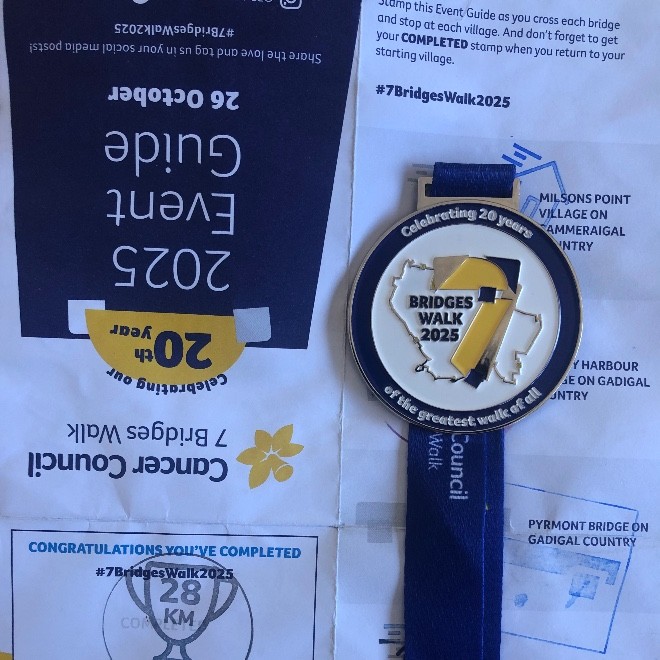 Share the love and tag us in your social media posts!
#7BridgesWalk2025
26 October
2025
Event
Guide
Celebrating our
20th
year
Cancer Council
7 Bridges Walk
CONGRATULATIONS YOU'VE COMPLETED
#7BridgesWalk2025
28
KM
Stamp this Event Guide as you cross each bridge
and stop at each village. And don't forget to get
your COMPLETED stamp when you return to your
starting village.
#7BridgesWalk2025
MILSONS POINT
VILLAGE ON
CAMMERAIGAL
Celebrating 20 years
7
BRIDGES
WALK
2025
of the greatest walk of all
HARBOUR
ON GADIGAL
Council
Walk
PYRMONT BRIDGE ON
GADIGAL COUNTRY